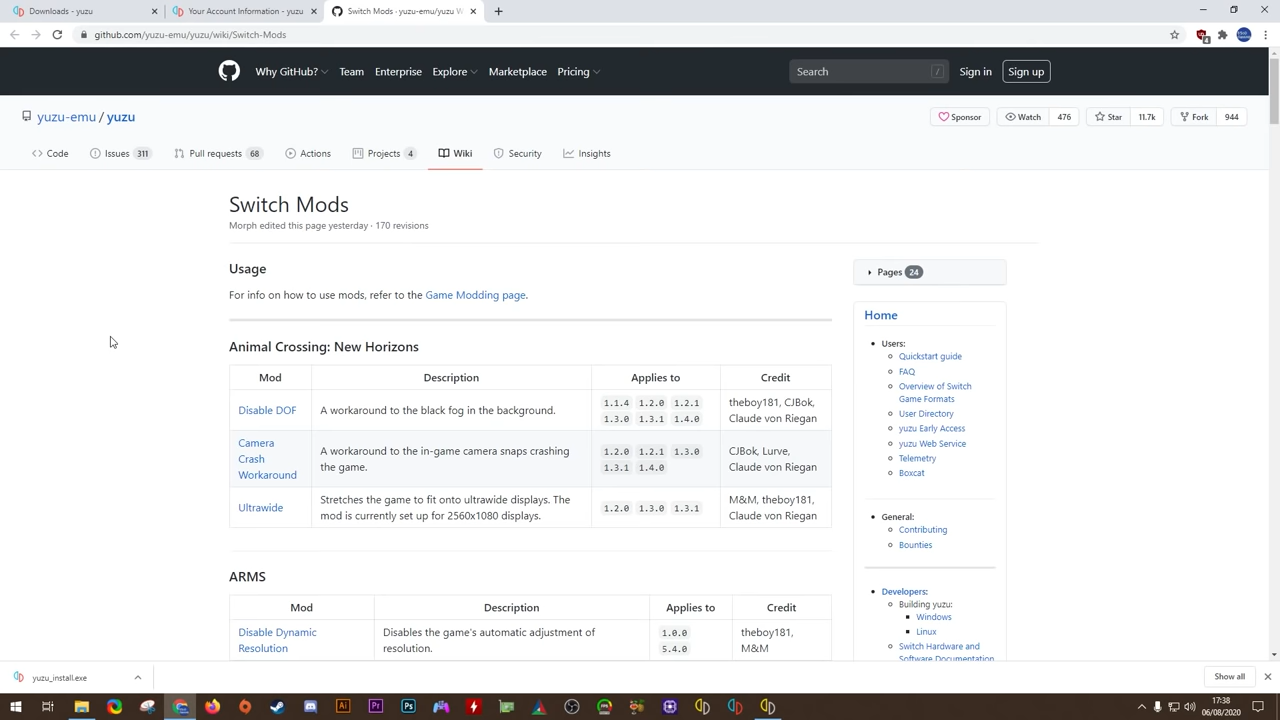 Downloads - yuzu
Your Account Information - yuzu
Switch Mods · yuzu-emu/yuzu W
github.com/yuzu-emu/yuzu/wiki/Switch-Mods
4
Why GitHub?
Team
Enterprise
Explore
Marketplace
Pricing
Search
/
Sign in
Sign up
yuzu-emu / yuzu
Sponsor
Watch 476
Star 11.7k
Fork 944
Code
Issues 311
Pull requests 68
Actions
Projects 4
Wiki
Security
Insights
Switch Mods
Morph edited this page yesterday · 170 revisions
Usage
For info on how to use mods, refer to the Game Modding page.
Animal Crossing: New Horizons
Mod Description Applies to Credit
Disable DOF
A workaround to the black fog in the background.
1.1.4 1.2.0 1.2.1
1.3.0 1.3.1 1.4.0
theboy181, CJBok,
Claude von Riegan
Camera
Crash
Workaround
A workaround to the in-game camera snaps crashing
the game.
1.2.0 1.2.1 1.3.0
1.3.1 1.4.0
CJBok, Lurve,
Claude von Riegan
Ultrawide
Stretches the game to fit onto ultrawide displays. The
mod is currently set up for 2560x1080 displays.
1.2.0 1.3.0 1.3.1
M&M, theboy181,
Claude von Riegan
ARMS
Mod Description Applies to Credit
Disable Dynamic
Resolution
Disables the game's automatic adjustment of
resolution.
1.0.0
5.4.0
theboy181,
M&M
Pages 24
Home
Users:
Quickstart guide
FAQ
Overview of Switch
Game Formats
User Directory
yuzu Early Access
yuzu Web Service
Telemetry
Boxcat
General:
Contributing
Bounties
Developers:
Building yuzu:
Windows
Linux
Switch Hardware and
Software Documentation
yuzu_install.exe
Show all
Ai
Pr
Ps
17:38
06/08/2020